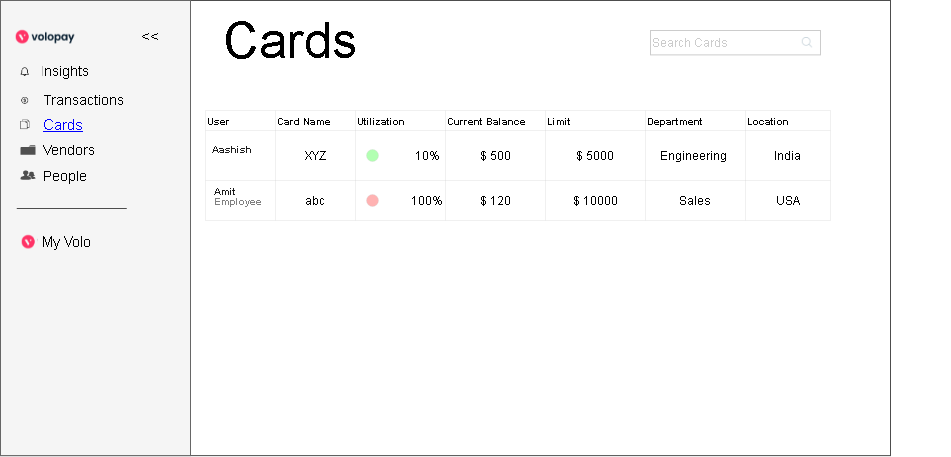 volopay <<
Insights
Transactions
Cards
Vendors
People
My Volo
Cards
Search Cards
User Card Name Utilization Current Balance Limit Department Location
Aashish XYZ 10% $ 500 $ 5000 Engineering India
Amit
Employee abc 100% $ 120 $ 10000 Sales USA